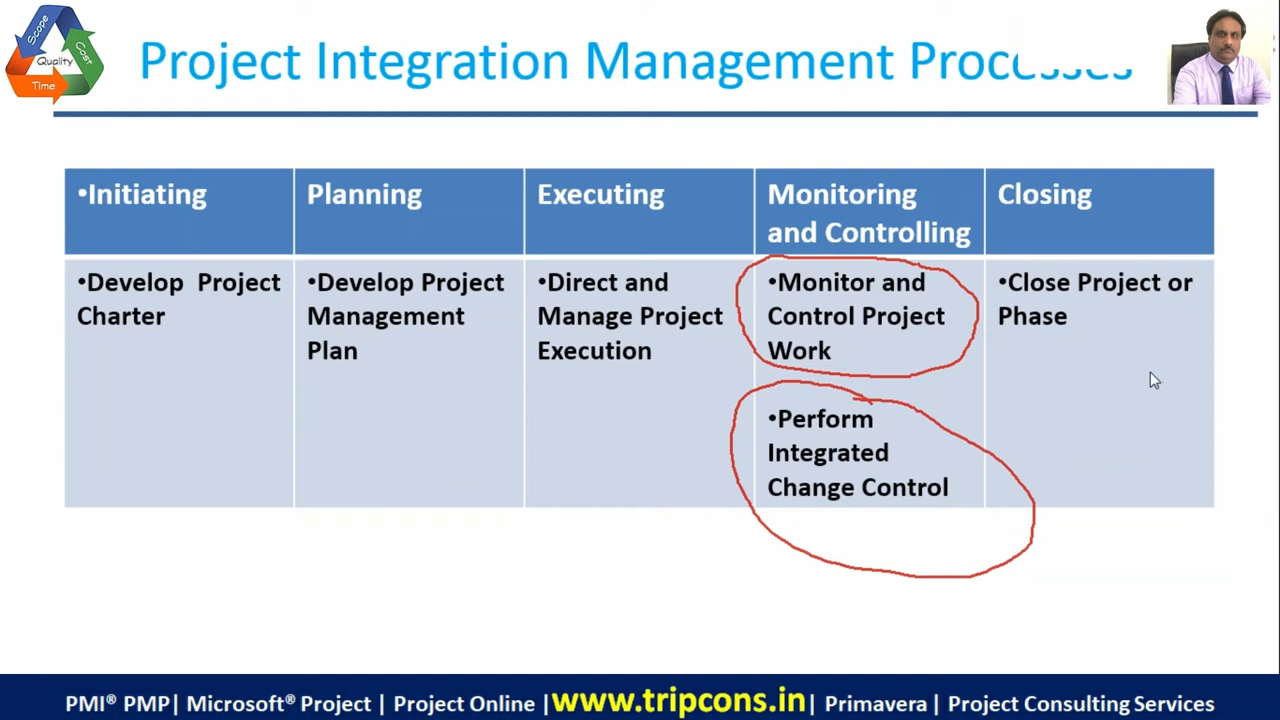 Scope
Cost
Quality
Time
Project Integration Management Processes
•Initiating
Planning
Executing
Monitoring
and Controlling
Closing
•Develop Project
Charter
•Develop Project
Management
Plan
•Direct and
Manage Project
Execution
•Monitor and
Control Project
Work
•Perform
Integrated
Change Control
•Close Project or
Phase
PMI® PMP| Microsoft® Project | Project Online |www.tripcons.in| Primavera | Project Consulting Services